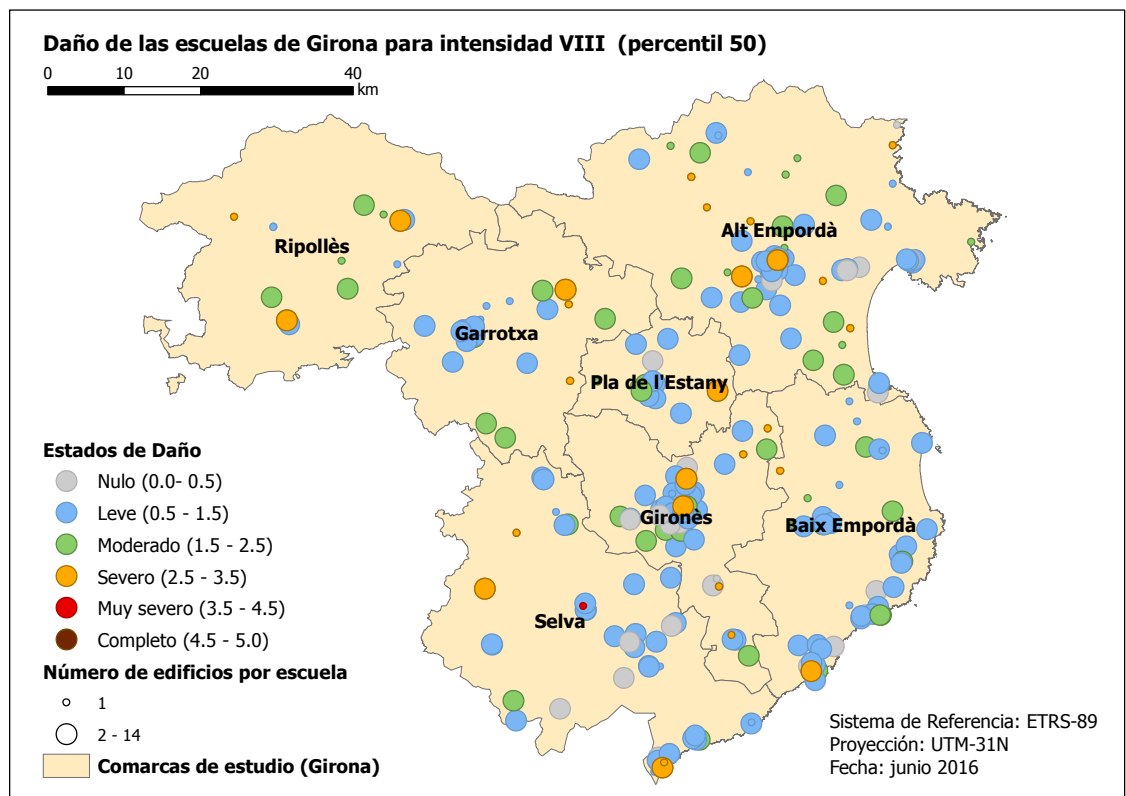 Daño de las escuelas de Girona para intensidad VIII (percentil 50)
0 10 20 40
km
Alt Empordà
Ripollès
Garrotxa
Pla de l'Estany
Gironès
Baix Empordà
Selva
Estados de Daño
Nulo (0.0- 0.5)
Leve (0.5 - 1.5)
Moderado (1.5 - 2.5)
Severo (2.5 - 3.5)
Muy severo (3.5 - 4.5)
Completo (4.5 - 5.0)
Número de edificios por escuela
1
2 - 14
Comarcas de estudio (Girona)
Sistema de Referencia: ETRS-89
Proyección: UTM-31N
Fecha: junio 2016